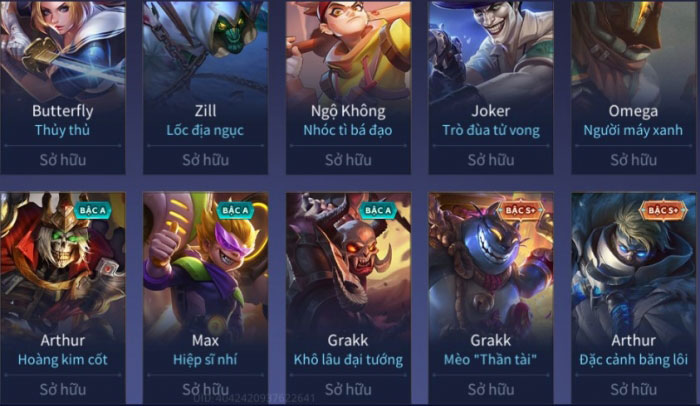 Butterfly
Thủy thủ
Sở hữu
Zill
Lốc địa ngục
Sở hữu
Ngộ Không
Nhóc tì bá đạo
Sở hữu
Joker
Trò đùa tử vong
Sở hữu
Omega
Người máy xanh
Sở hữu
BẬC A
Arthur
Hoàng kim cốt
Sở hữu
BẬC A
Max
Hiệp sĩ nhí
Sở hữu
BẬC A
Grakk
Khô lâu đại tướng
Sở hữu
BẬC S+
Grakk
Mèo "Thần tài"
Sở hữu
BẬC S+
Arthur
Đặc cảnh băng lôi
Sở hữu
UID: 4042420937622641